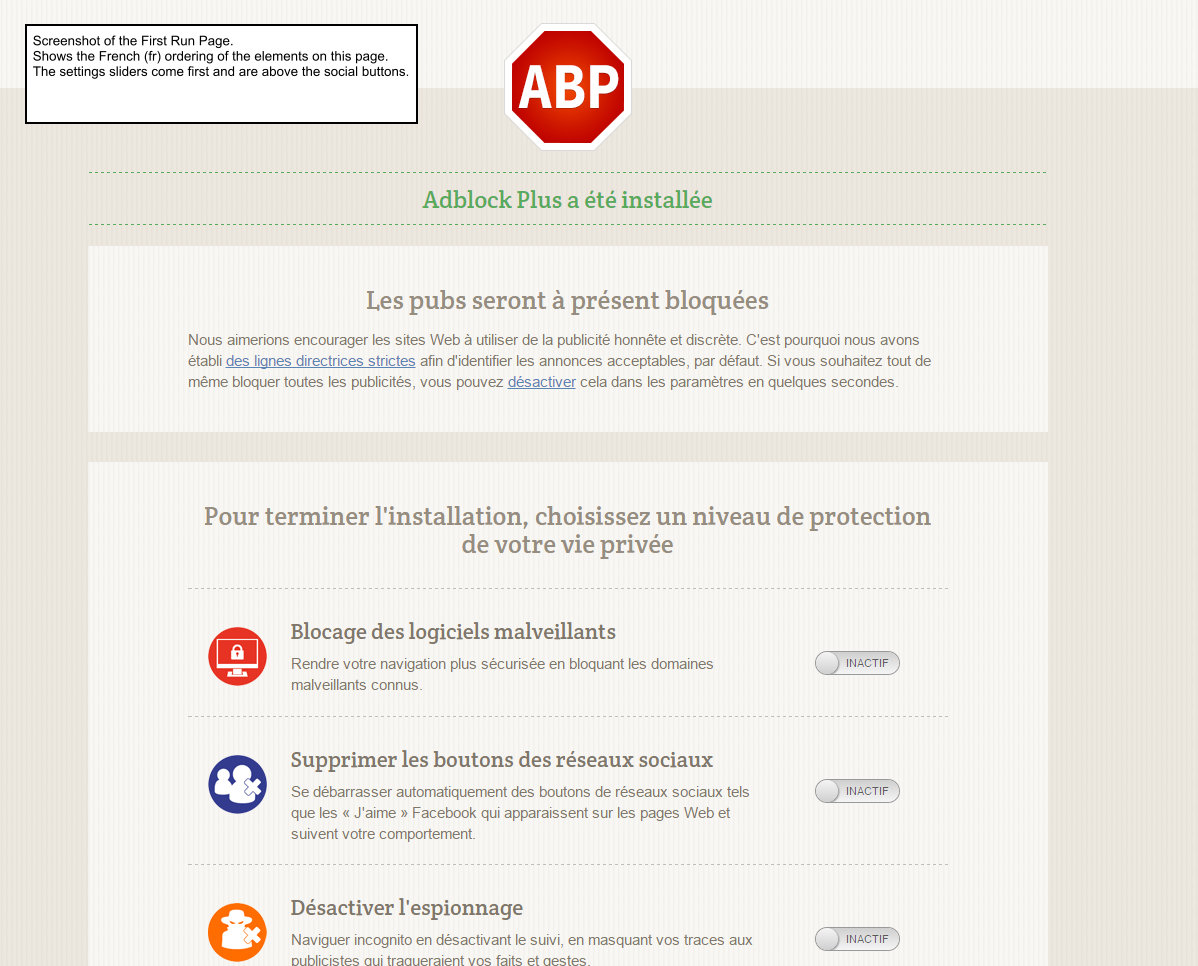 Screenshot of the First Run Page.
Shows the French (fr) ordering of the elements on this page.
The settings sliders come first and are above the social buttons.
ABP
Adblock Plus a été installée
Les pubs seront à présent bloquées
Nous aimerions encourager les sites Web à utiliser de la publicité honnête et discrète. C'est pourquoi nous avons
établi des lignes directrices strictes afin d'identifier les annonces acceptables, par défaut. Si vous souhaitez tout de
même bloquer toutes les publicités, vous pouvez désactiver cela dans les paramètres en quelques secondes.
Pour terminer l'installation, choisissez un niveau de protection
de votre vie privée
Blocage des logiciels malveillants
Rendre votre navigation plus sécurisée en bloquant les domaines
malveillants connus.
INACTIF
Supprimer les boutons des réseaux sociaux
Se débarrasser automatiquement des boutons de réseaux sociaux tels
que les « J'aime » Facebook qui apparaissent sur les pages Web et
suivent votre comportement.
INACTIF
Désactiver l'espionnage
Naviguer incognito en désactivant le suivi, en masquant vos traces aux
publicistes qui traqueraient vos faits et gestes.
INACTIF